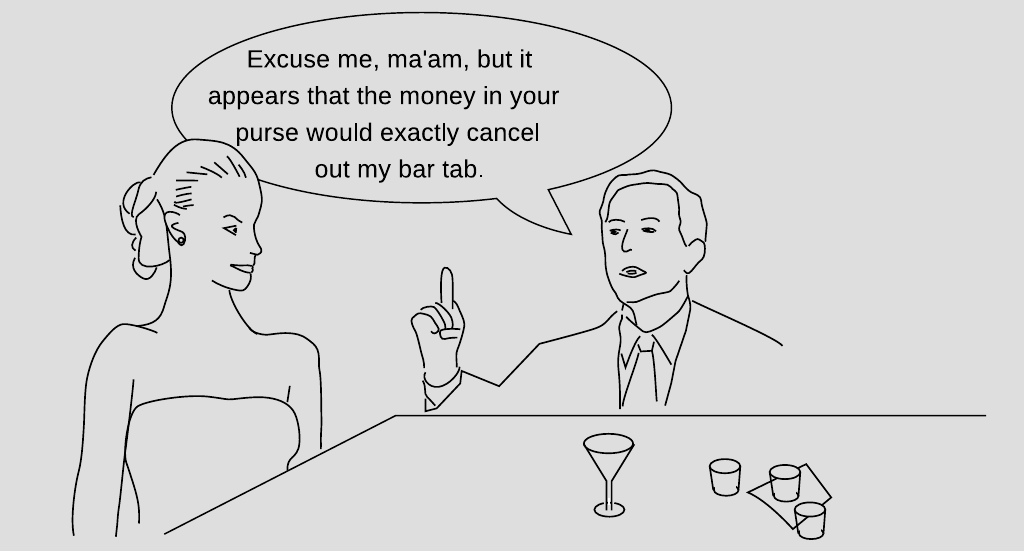 Excuse me, ma'am, but it
appears that the money in your
purse would exactly cancel
out my bar tab.